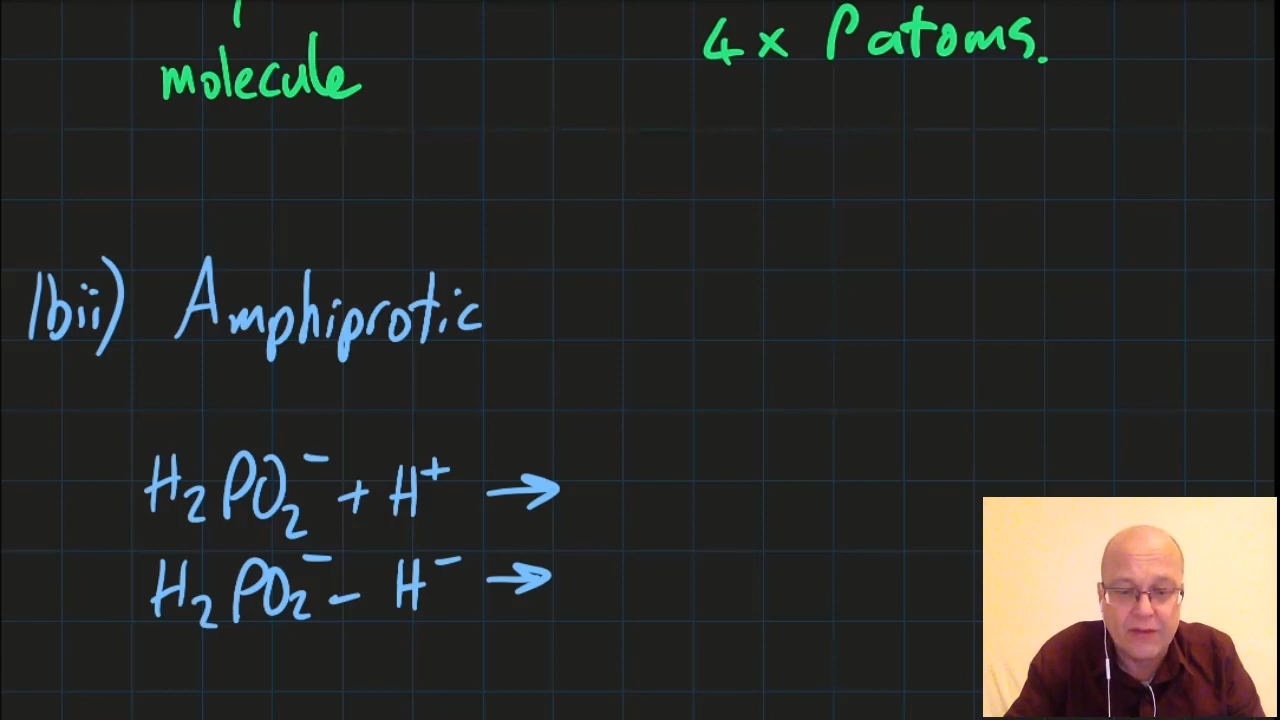 4 x P atoms.
molecule
1bii) Amphiprotic
H₂PO₂⁻ + H⁺ →
H₂PO₂⁻ - H⁻ →